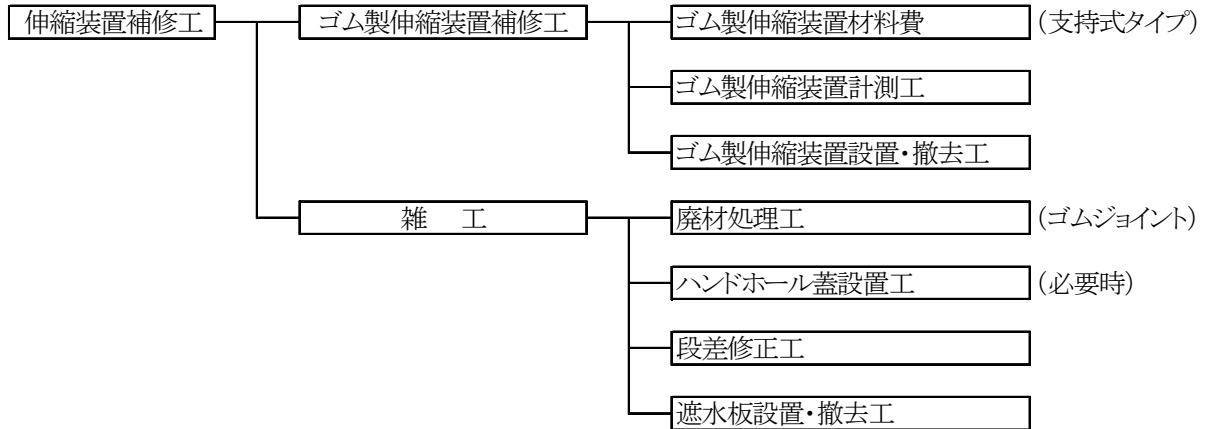 伸縮装置補修工 ゴム製伸縮装置補修工 ゴム製伸縮装置材料費 (支持式タイプ)
ゴム製伸縮装置計測工
ゴム製伸縮装置設置・撤去工
雑　工 廃材処理工 (ゴムジョイント)
ハンドホール蓋設置工 (必要時)
段差修正工
遮水板設置・撤去工